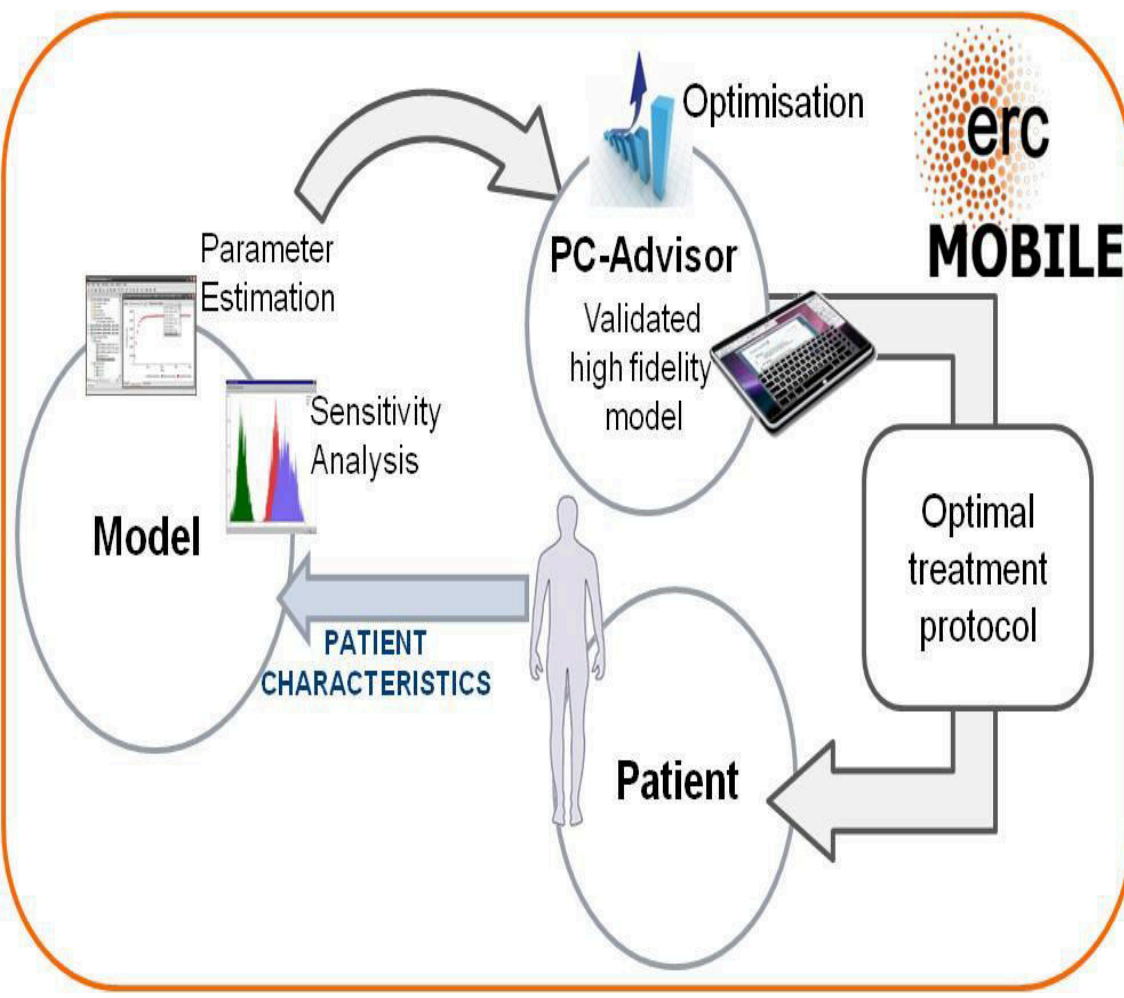 Optimisation
erc
MOBILE
Parameter
Estimation
PC-Advisor
Validated
high fidelity
model
Sensitivity
Analysis
Model
Optimal
treatment
protocol
PATIENT
CHARACTERISTICS
Patient